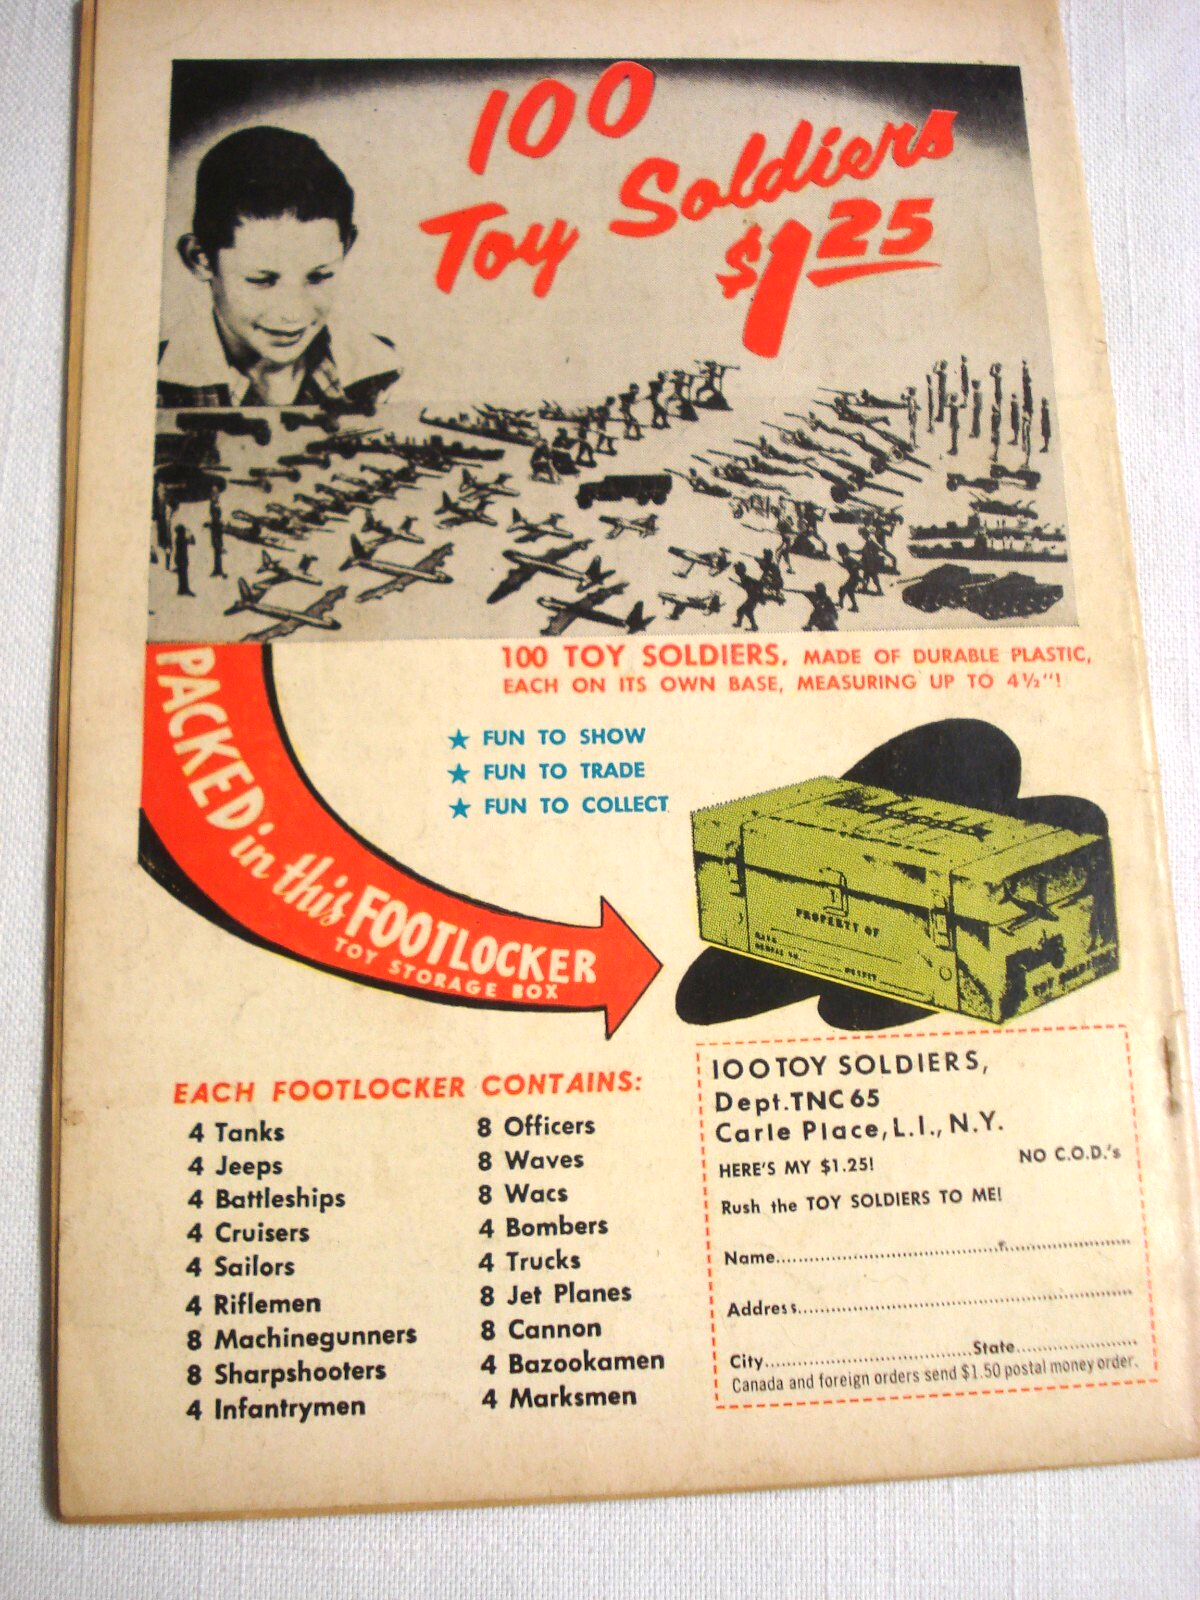 100
Toy Soldiers
$1.25
100 TOY SOLDIERS, MADE OF DURABLE PLASTIC,
EACH ON ITS OWN BASE, MEASURING UP TO 4½"!
PACKED in this FOOTLOCKER
TOY STORAGE BOX
★ FUN TO SHOW
★ FUN TO TRADE
★ FUN TO COLLECT
PROPERTY OF
TOY SOLDIERS
EACH FOOTLOCKER CONTAINS:
4 Tanks
4 Jeeps
4 Battleships
4 Cruisers
4 Sailors
4 Riflemen
8 Machinegunners
8 Sharpshooters
4 Infantrymen
8 Officers
8 Waves
8 Wacs
4 Bombers
4 Trucks
8 Jet Planes
8 Cannon
4 Bazookamen
4 Marksmen
100 TOY SOLDIERS,
Dept. TNC 65
Carle Place, L.I., N.Y.
HERE'S MY $1.25! NO C.O.D.'s
Rush the TOY SOLDIERS TO ME!
Name
Address
City State
Canada and foreign orders send $1.50 postal money order.